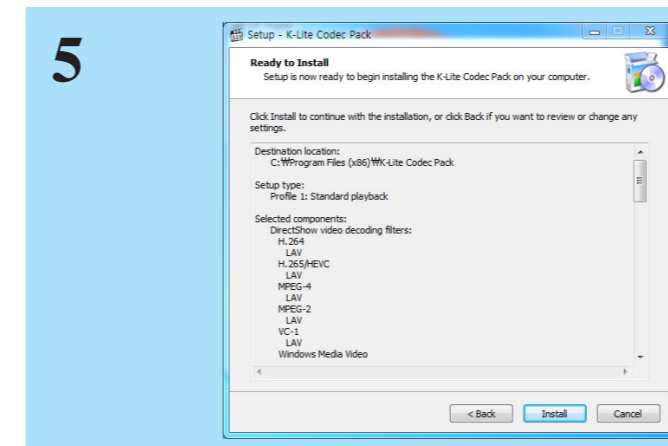 5
Setup - K-Lite Codec Pack
Ready to Install
Setup is now ready to begin installing the K-Lite Codec Pack on your computer.
Click Install to continue with the installation, or click Back if you want to review or change any
settings.
Destination location:
C:₩Program Files (x86)₩K-Lite Codec Pack
Setup type:
Profile 1: Standard playback
Selected components:
DirectShow video decoding filters:
H.264
LAV
H.265/HEVC
LAV
MPEG-4
LAV
MPEG-2
LAV
VC-1
LAV
Windows Media Video
< Back Install Cancel